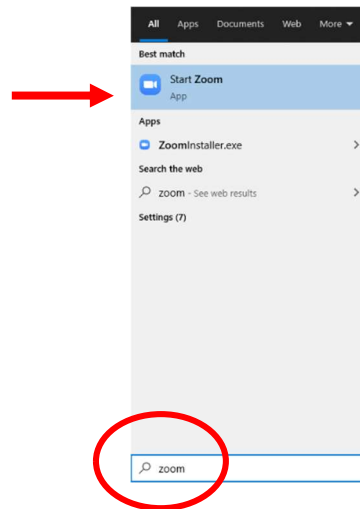 All Apps Documents Web More
Best match
Start Zoom
App
Apps
ZoomInstaller.exe
Search the web
zoom - See web results
Settings (7)
zoom